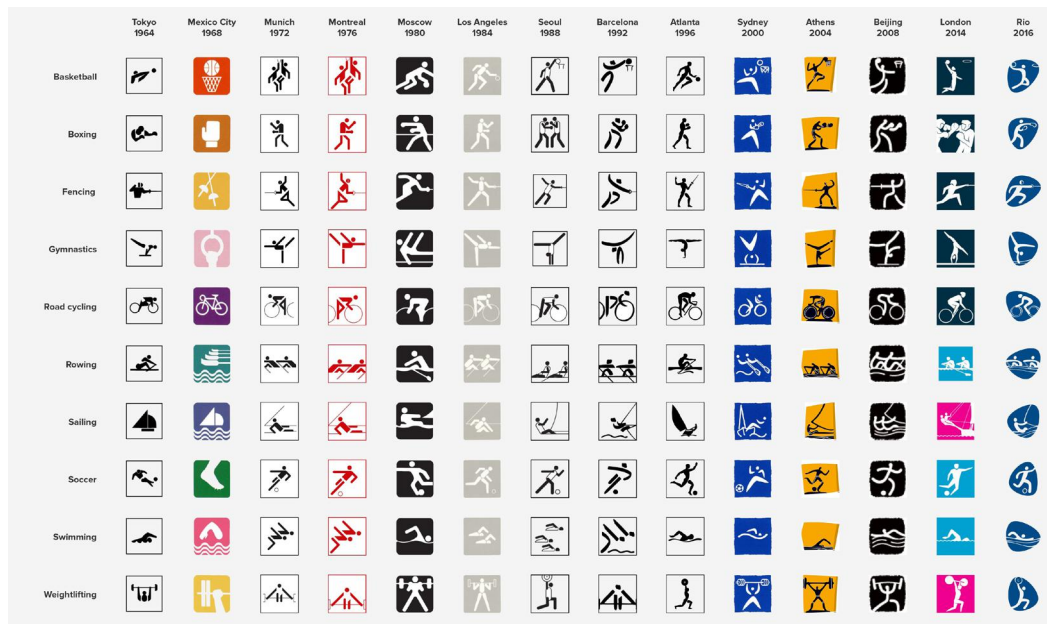 Tokyo Mexico City Munich Montreal Moscow Los Angeles Seoul Barcelona Atlanta Sydney Athens Beijing London Rio
1964 1968 1972 1976 1980 1984 1988 1992 1996 2000 2004 2008 2014 2016
Basketball
Boxing
Fencing
Gymnastics
Road cycling
Rowing
Sailing
Soccer
Swimming
Weightlifting